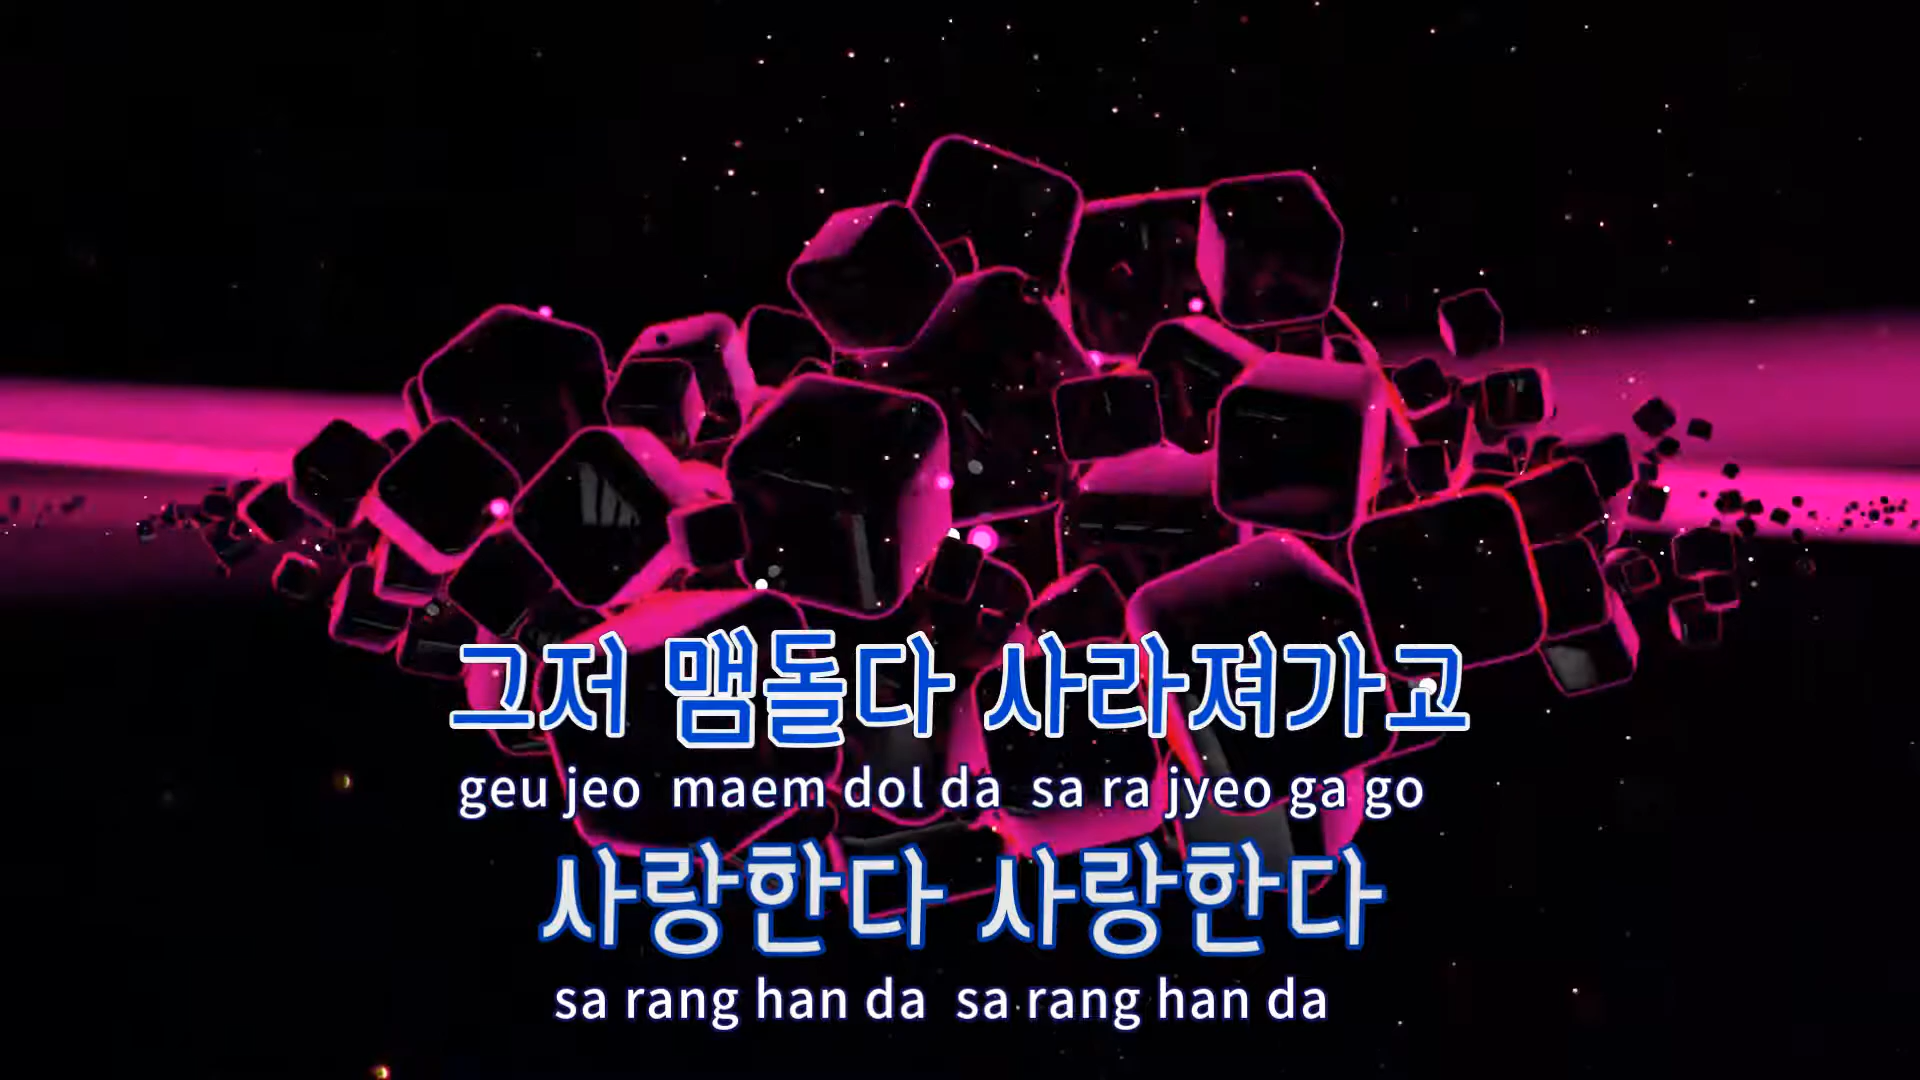 그저 맴돌다 사라져가고
geu jeo maem dol da sa ra jyeo ga go
사랑한다 사랑한다
sa rang han da sa rang han da